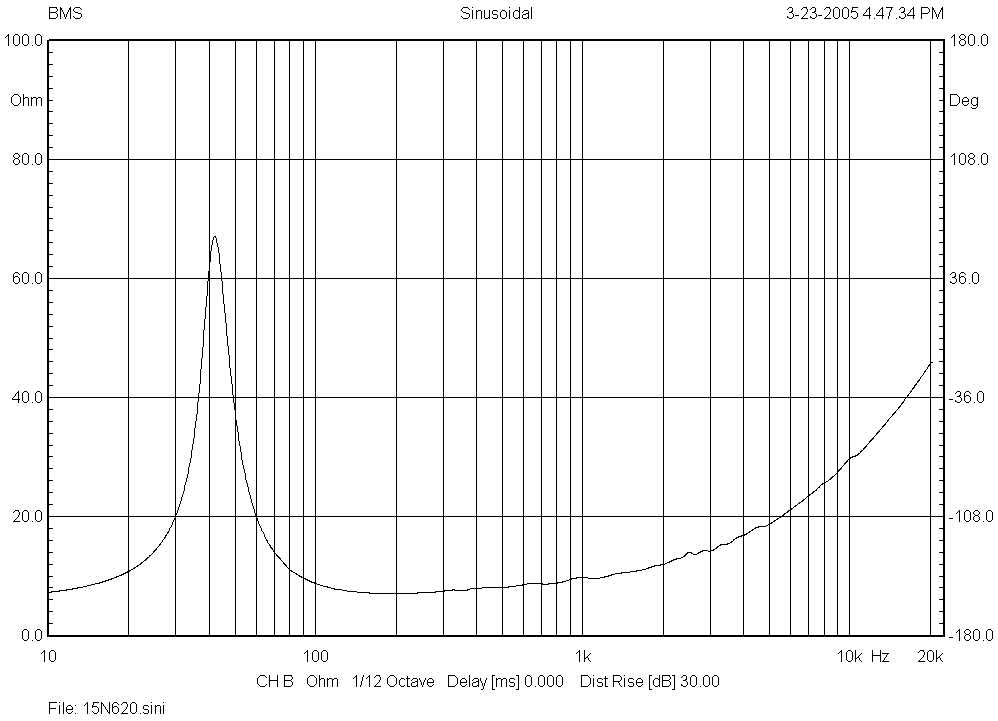 BMS Sinusoidal 3-23-2005 4.47.34 PM
100.0 180.0
Ohm Deg
80.0 108.0
60.0 36.0
40.0 -36.0
20.0 -108.0
0.0 -180.0
10 100 1k 10k Hz 20k
CH B Ohm 1/12 Octave Delay [ms] 0.000 Dist Rise [dB] 30.00
File: 15N620.sini